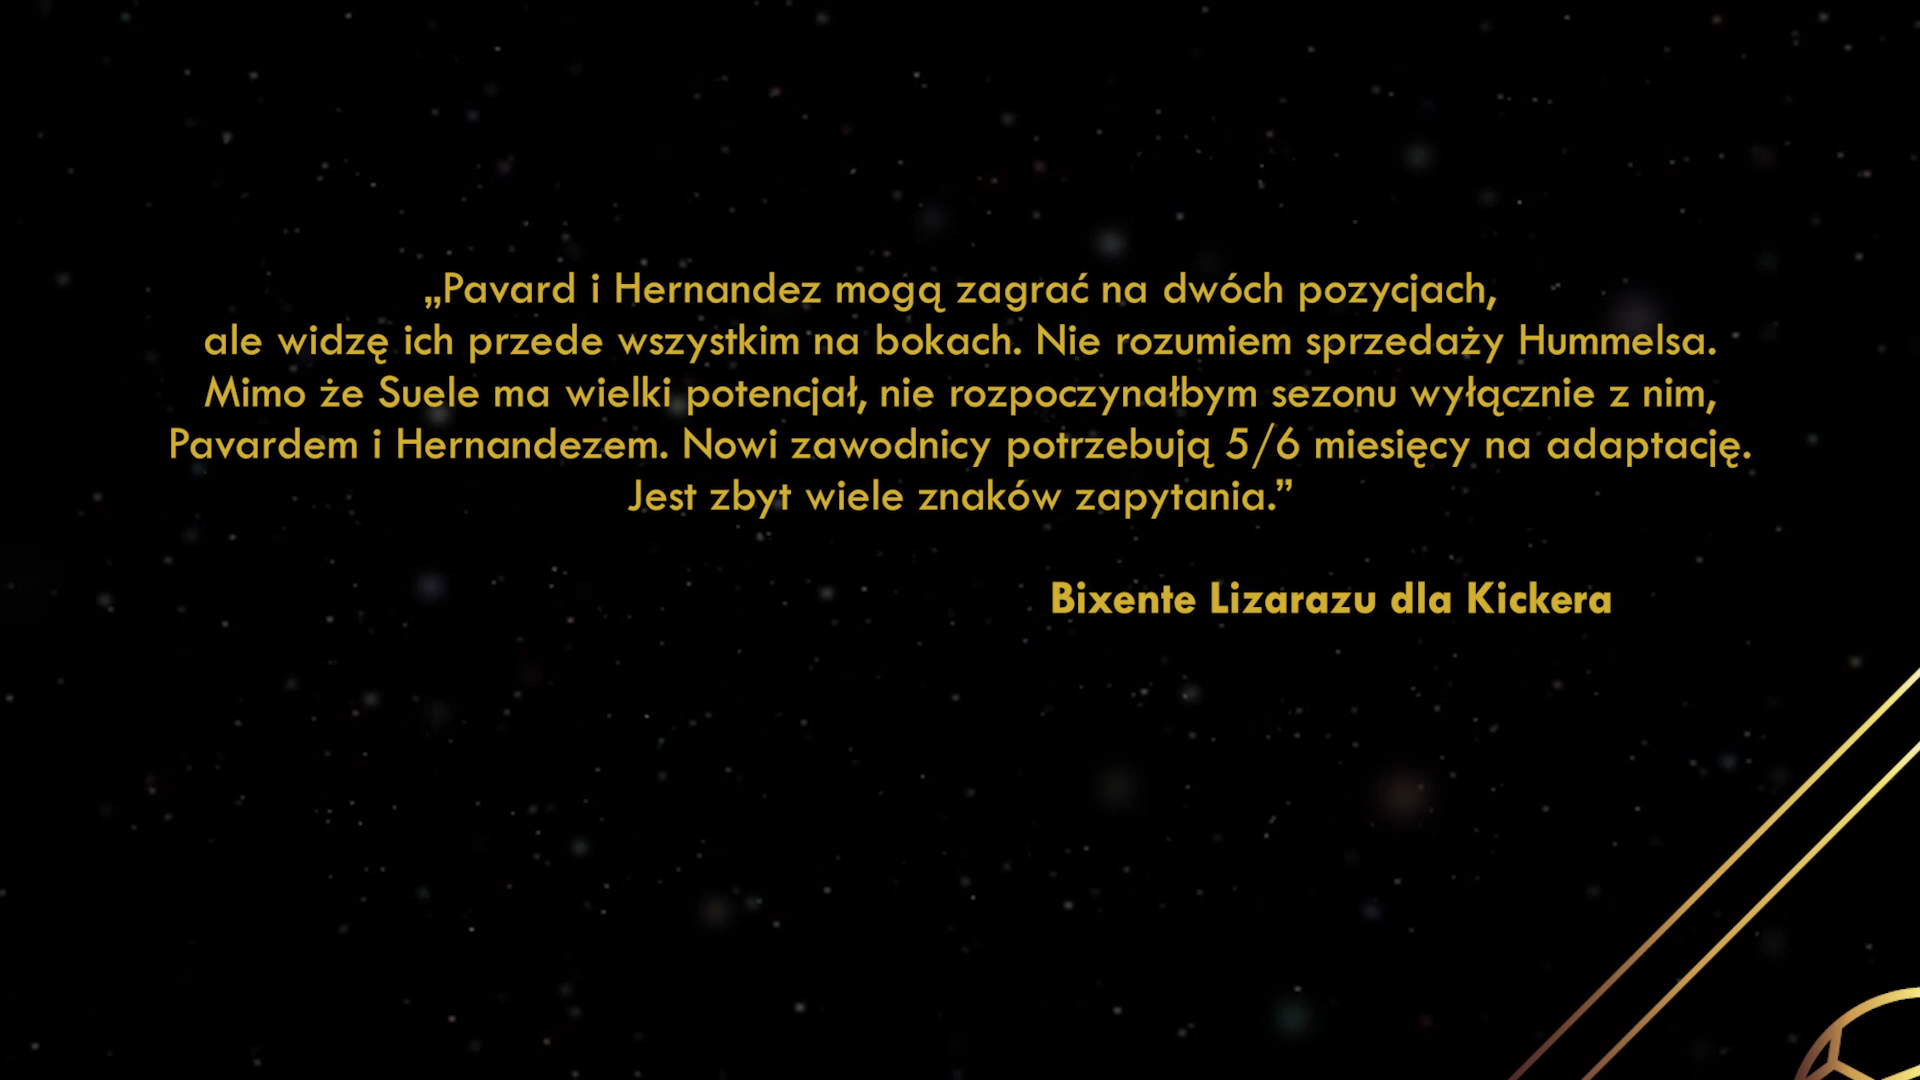 „Pavard i Hernandez mogą zagrać na dwóch pozycjach,
ale widzę ich przede wszystkim na bokach. Nie rozumiem sprzedaży Hummelsa.
Mimo że Suele ma wielki potencjał, nie rozpoczynałbym sezonu wyłącznie z nim,
Pavardem i Hernandezem. Nowi zawodnicy potrzebują 5/6 miesięcy na adaptację.
Jest zbyt wiele znaków zapytania.”
Bixente Lizarazu dla Kickera